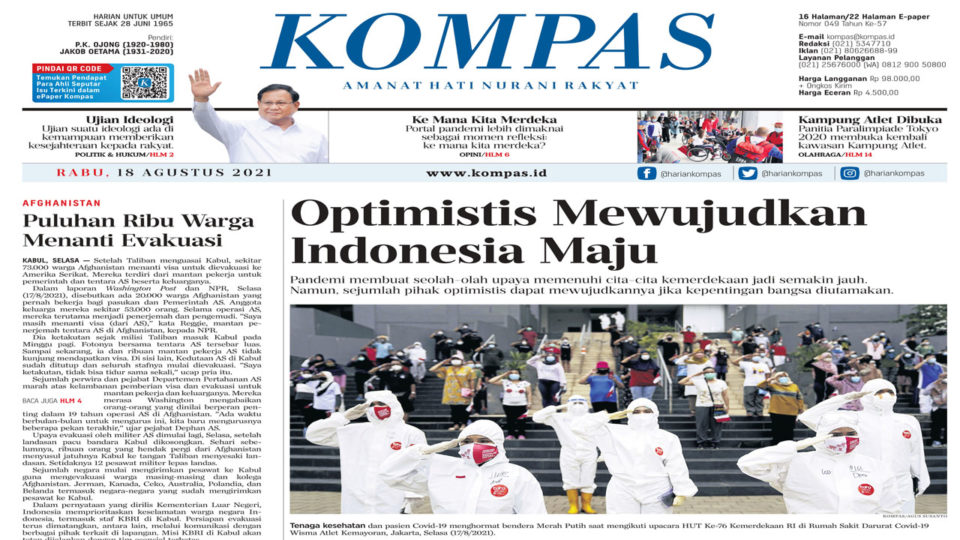 HARIAN UNTUK UMUM
TERBIT SEJAK 28 JUNI 1965
Pendiri:
P.K. OJONG (1920-1980)
JAKOB OETAMA (1931-2020)
PINDAI QR CODE
Temukan Pendapat
Para Ahli Seputar
Isu Terkini dalam
ePaper Kompas
KOMPAS
AMANAT HATI NURANI RAKYAT
16 Halaman/22 Halaman E-paper
Nomor 049 Tahun Ke-57
E-mail kompas@kompas.id
Redaksi (021) 5347710
Iklan (021) 80626688-99
Layanan Pelanggan
(021) 25676000 (WA) 0812 900 50800
Harga Langganan Rp 98.000/
+ Ongkos Kirim
Harga Eceran Rp 4.500/
Ujian Ideologi
Ujian suatu ideologi ada di
kemampuan memberikan
kesejahteraan kepada rakyat.
POLITIK & HUKUM/HLM 2
Ke Mana Kita Merdeka
Portal pandemi lebih dimaknai
sebagai momen refleksi:
ke mana kita merdeka?
OPINI/HLM 6
Kampung Atlet Dibuka
Panitia Paralimpiade Tokyo
2020 membuka kembali
kawasan Kampung Atlet.
OLAHRAGA/HLM 14
RABU, 18 AGUSTUS 2021
www.kompas.id
@hariankompas
@hariankompas
@hariankompas
AFGHANISTAN
Puluhan Ribu Warga
Menanti Evakuasi
KABUL, SELASA — Setelah Taliban menguasai Kabul, sekitar
73.000 warga Afghanistan menanti visa untuk dievakuasi ke
Amerika Serikat. Mereka terdiri dari mantan pekerja untuk
pemerintah dan tentara AS beserta keluarganya.
Dalam laporan Washington Post dan NPR, Selasa
(17/8/2021), disebutkan ada 20.000 warga Afghanistan yang
pernah bekerja bagi pasukan dan Pemerintah AS. Anggota
keluarga mereka sekitar 53.000 orang. Selama operasi AS,
mereka terutama menjadi penerjemah dan pengemudi. "Saya
masih menanti visa (dari AS)," kata Reggie, mantan pe-
nerjemah tentara AS di Afghanistan, kepada NPR.
Dia ketakutan sejak milisi Taliban masuk Kabul pada
Minggu pagi. Fotonya bersama tentara AS tersebar luas.
Sampai sekarang, ia dan ribuan mantan pekerja AS tidak
kunjung mendapatkan visa. Di sisi lain, Kedutaan AS di Kabul
sudah ditutup dan seluruh stafnya mulai dievakuasi. "Saya
ketakutan, tidak bisa tidur sama sekali," ucap pria itu.
Sejumlah perwira dan pejabat Departemen Pertahanan AS
marah atas kelambanan pemberian visa dan evakuasi untuk
mantan pekerja dan keluarganya. Mereka
merasa Washington mengabaikan
orang-orang yang dinilai berperan pen-
BACA JUGA HLM 4
ting dalam 19 tahun operasi AS di Afghanistan. "Ada waktu
berbulan-bulan untuk mengurus ini, kita baru mengurusnya
beberapa pekan terakhir," ujar pejabat Dephan AS.
Upaya evakuasi oleh militer AS dimulai lagi, Selasa, setelah
landasan pacu bandara Kabul dikosongkan. Sehari sebe-
lumnya, ribuan orang yang hendak pergi dari Afghanistan
menyusul jatuhnya Kabul ke tangan Taliban menyesaki lan-
dasan. Setidaknya 12 pesawat militer lepas landas.
Sejumlah negara mulai mengirimkan pesawat ke Kabul
guna mengevakuasi warga masing-masing dan kolega
Afghanistan. Jerman, Kanada, Ceko, Australia, Polandia, dan
Belanda termasuk negara-negara yang sudah mengirimkan
pesawat ke Kabul.
Dalam pernyataan yang dirilis Kementerian Luar Negeri,
Indonesia memprioritaskan keselamatan warga negara In-
donesia, termasuk staf KBRI di Kabul. Persiapan evakuasi
terus dimatangkan, antara lain, melalui komunikasi dengan
berbagai pihak terkait di lapangan. Misi KBRI di Kabul akan
Optimistis Mewujudkan
Indonesia Maju
Pandemi membuat seolah-olah upaya memenuhi cita-cita kemerdekaan jadi semakin jauh.
Namun, sejumlah pihak optimistis dapat mewujudkannya jika kepentingan bangsa diutamakan.
KOMPAS/AGUS SUSANTO
Tenaga kesehatan dan pasien Covid-19 menghormat bendera Merah Putih saat mengikuti upacara HUT Ke-76 Kemerdekaan RI di Rumah Sakit Darurat Covid-19
Wisma Atlet Kemayoran, Jakarta, Selasa (17/8/2021).